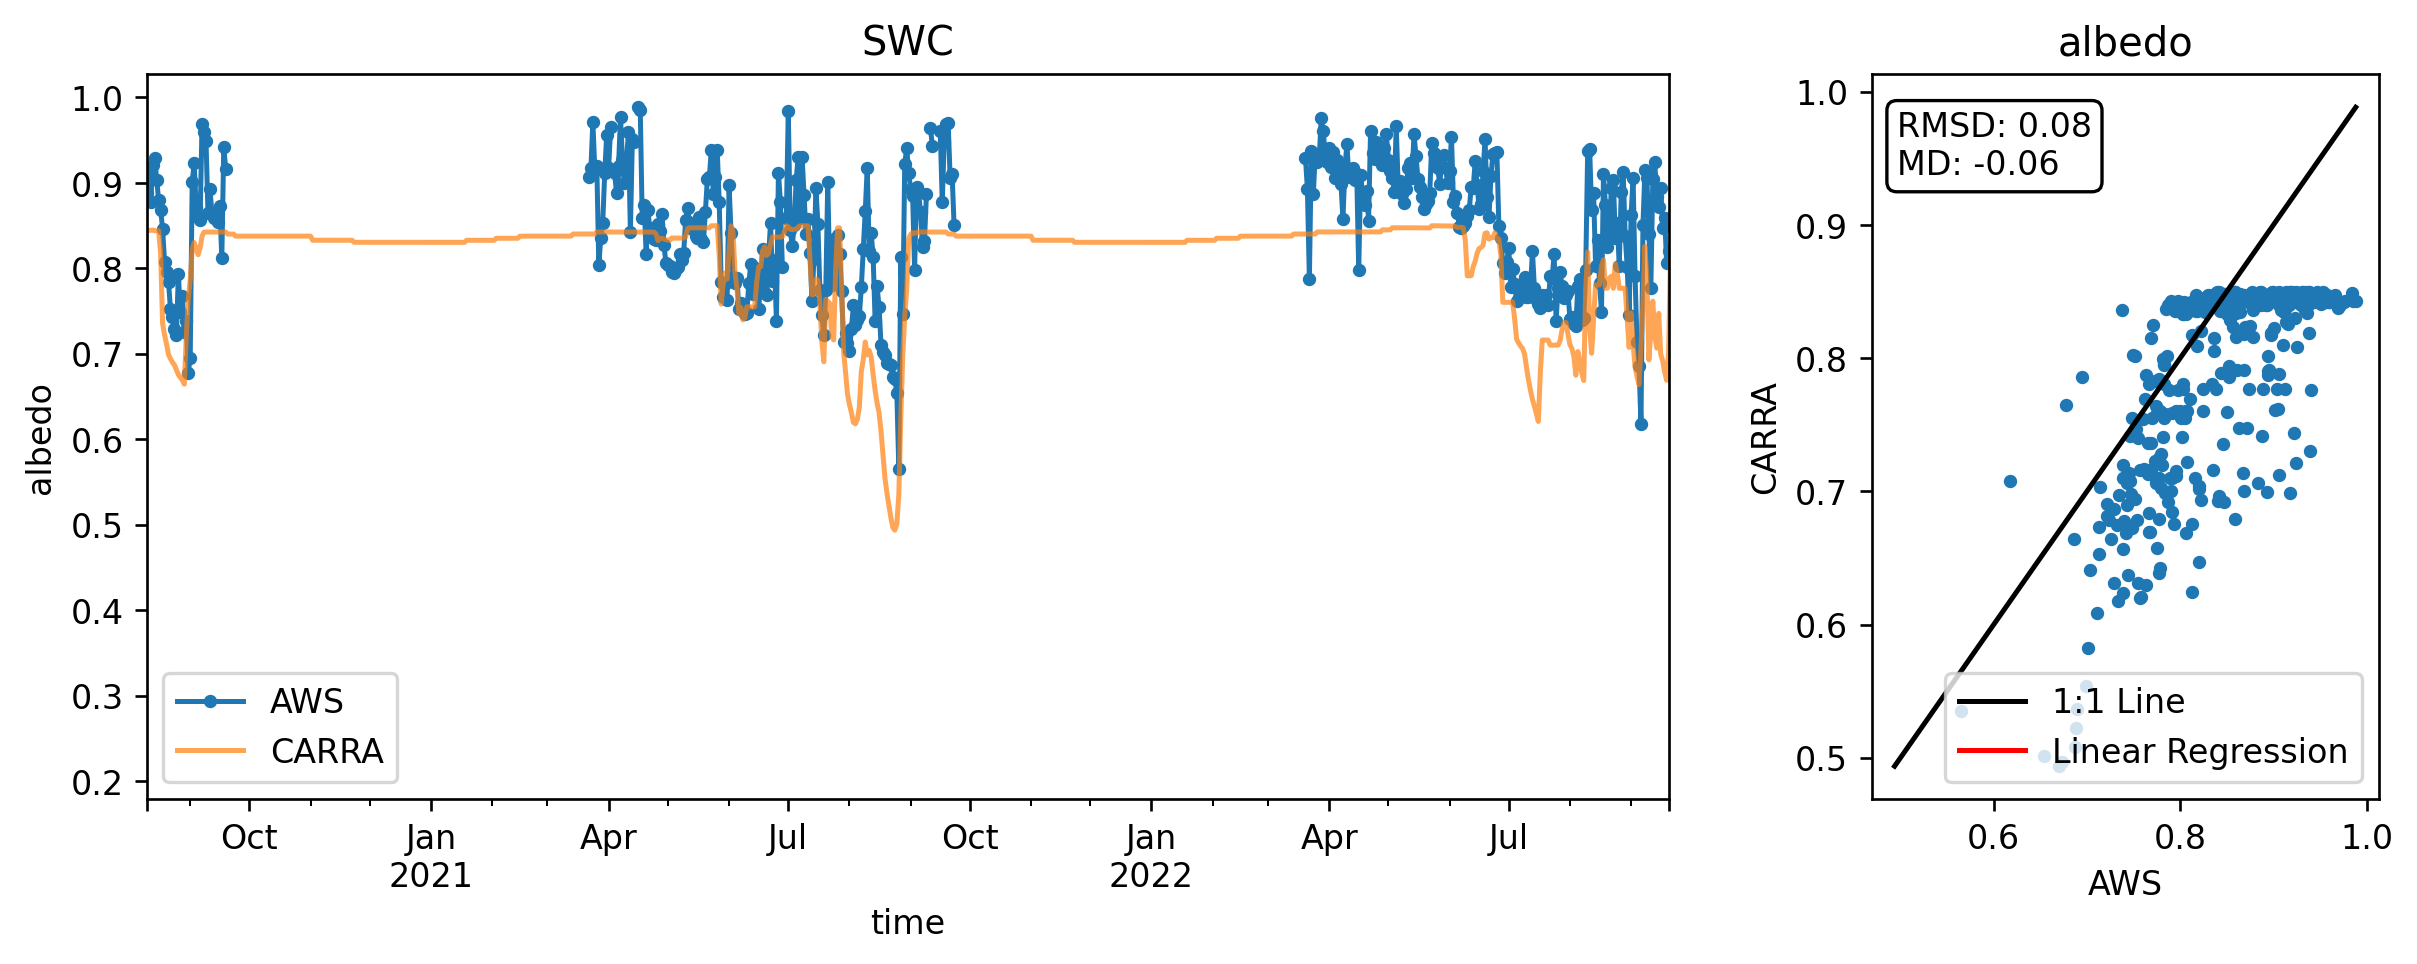 SWC
1.0
0.9
0.8
0.7
0.6
0.5
0.4
0.3
0.2
albedo
AWS
CARRA
Oct Jan Apr Jul Oct Jan Apr Jul
2021 2022
time
albedo
RMSD: 0.08
MD: -0.06
1.0
0.9
0.8
0.7
0.6
0.5
CARRA
1:1 Line
Linear Regression
0.6 0.8 1.0
AWS